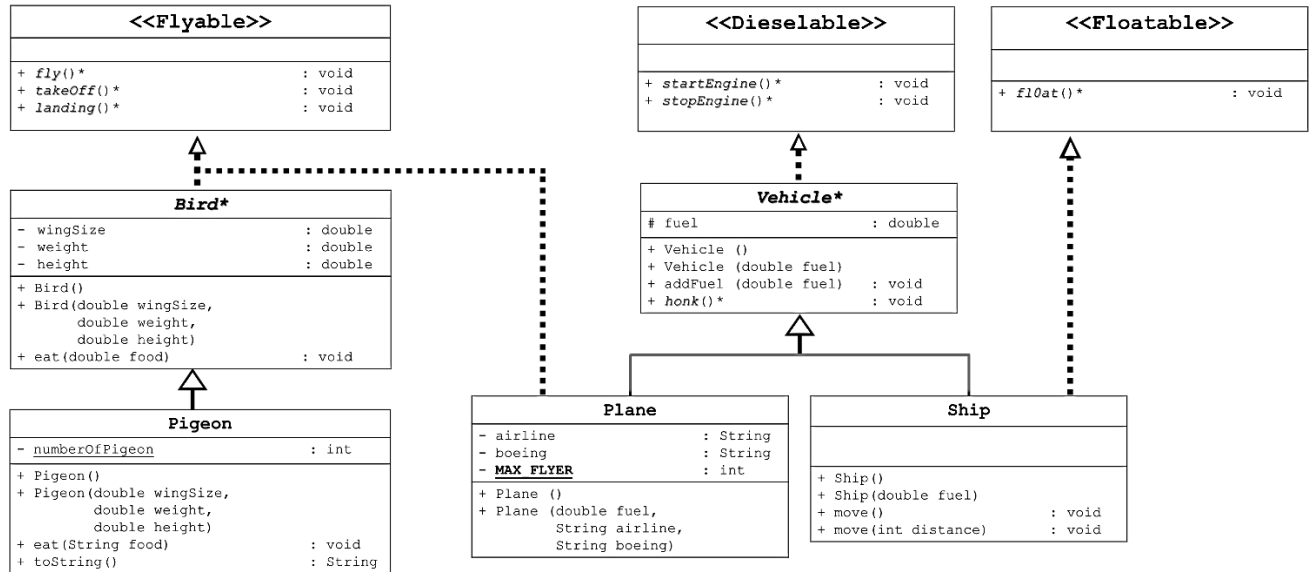 <<Flyable>>
+ fly()* : void
+ takeOff()* : void
+ landing()* : void
<<Dieselable>>
+ startEngine()* : void
+ stopEngine()* : void
<<Floatable>>
+ fl0at()* : void
Bird*
- wingSize : double
- weight : double
- height : double
+ Bird()
+ Bird(double wingSize,
double weight,
double height)
+ eat(double food) : void
Vehicle*
# fuel : double
+ Vehicle ()
+ Vehicle (double fuel)
+ addFuel (double fuel) : void
+ honk()* : void
Pigeon
- numberOfPigeon : int
+ Pigeon()
+ Pigeon(double wingSize,
double weight,
double height)
+ eat(String food) : void
+ toString() : String
Plane
- airline : String
- boeing : String
- MAX_FLYER : int
+ Plane ()
+ Plane (double fuel,
String airline,
String boeing)
Ship
+ Ship()
+ Ship(double fuel)
+ move() : void
+ move(int distance) : void